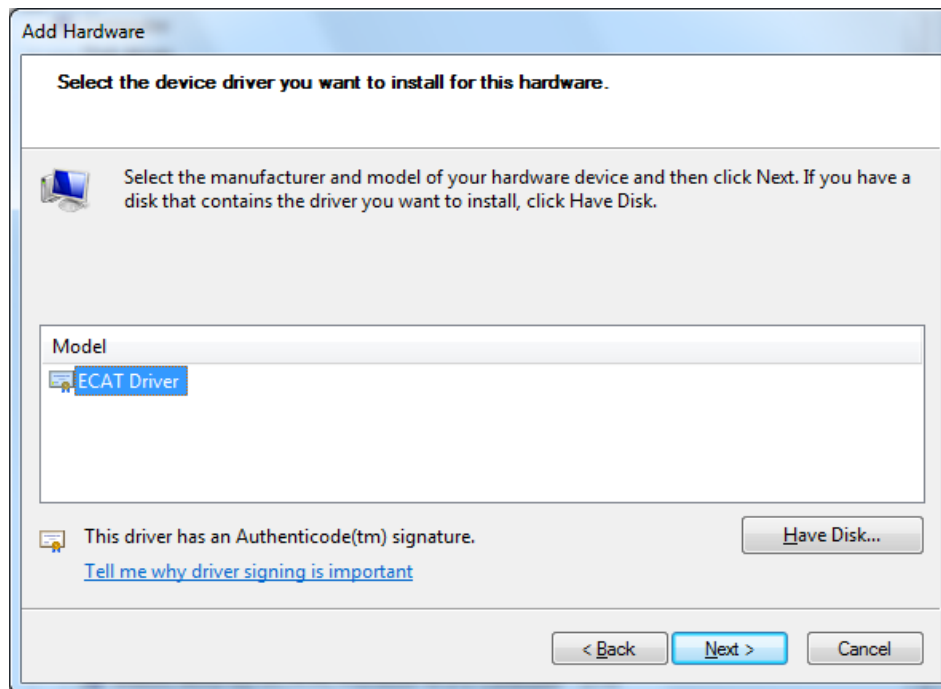 Add Hardware
Select the device driver you want to install for this hardware.
Select the manufacturer and model of your hardware device and then click Next. If you have a
disk that contains the driver you want to install, click Have Disk.
Model
ECAT Driver
This driver has an Authenticode(tm) signature.
Have Disk...
Tell me why driver signing is important
< Back
Next >
Cancel